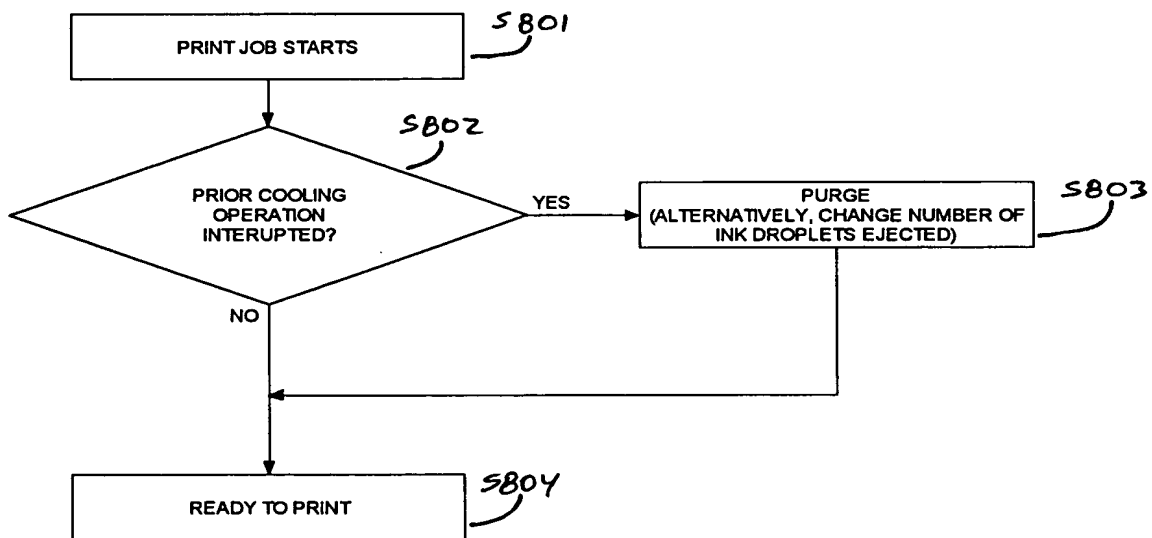 S801
PRINT JOB STARTS
S802
PRIOR COOLING
OPERATION
INTERUPTED?
YES
PURGE
(ALTERNATIVELY, CHANGE NUMBER OF
INK DROPLETS EJECTED)
S803
NO
S804
READY TO PRINT